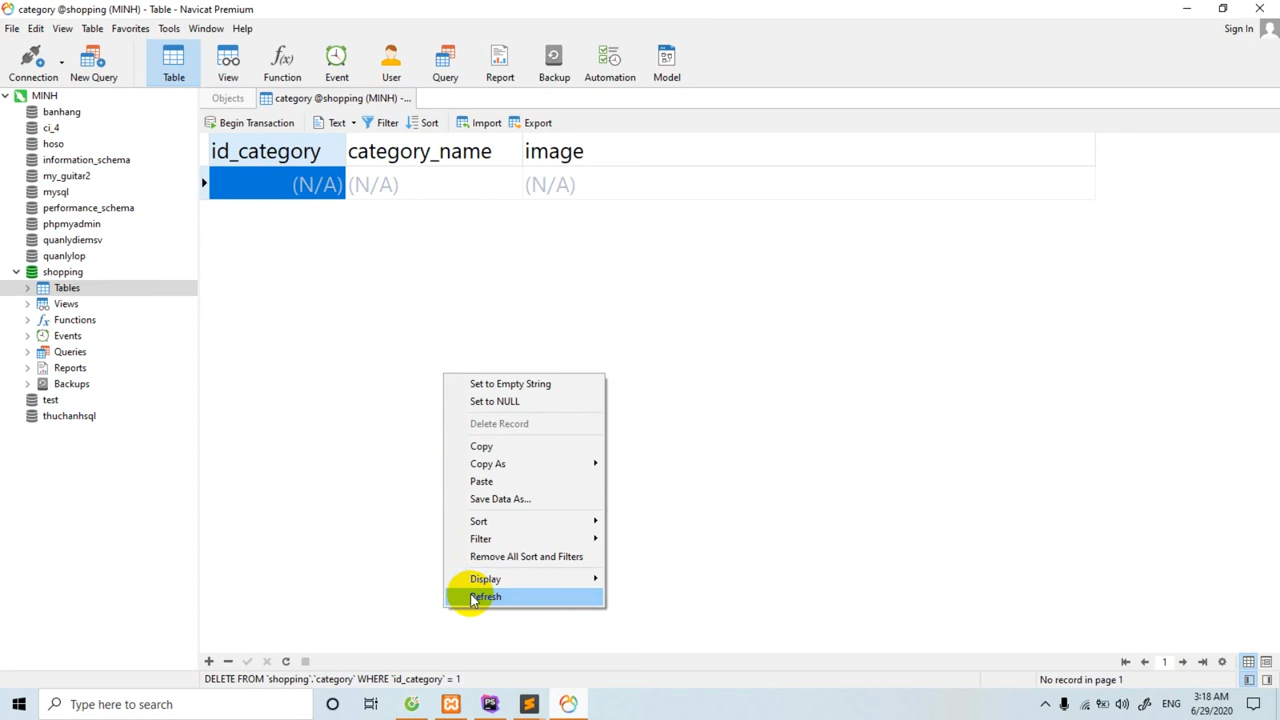 category @shopping (MINH) - Table - Navicat Premium
File Edit View Table Favorites Tools Window Help
Sign In
Connection New Query Table View Function Event User Query Report Backup Automation Model
MINH
banhang
ci_4
hoso
information_schema
my_guitar2
mysql
performance_schema
phpmyadmin
quanlydiemsv
quanlylop
shopping
Tables
Views
Functions
Events
Queries
Reports
Backups
test
thuchanhsql
Objects category @shopping (MINH) -...
Begin Transaction Text Filter Sort Import Export
id_category category_name image
(N/A) (N/A) (N/A)
Set to Empty String
Set to NULL
Delete Record
Copy
Copy As
Paste
Save Data As...
Sort
Filter
Remove All Sort and Filters
Display
Refresh
1
DELETE FROM `shopping`.`category` WHERE `id_category` = 1 No record in page 1
Type here to search
ENG
3:18 AM
6/29/2020